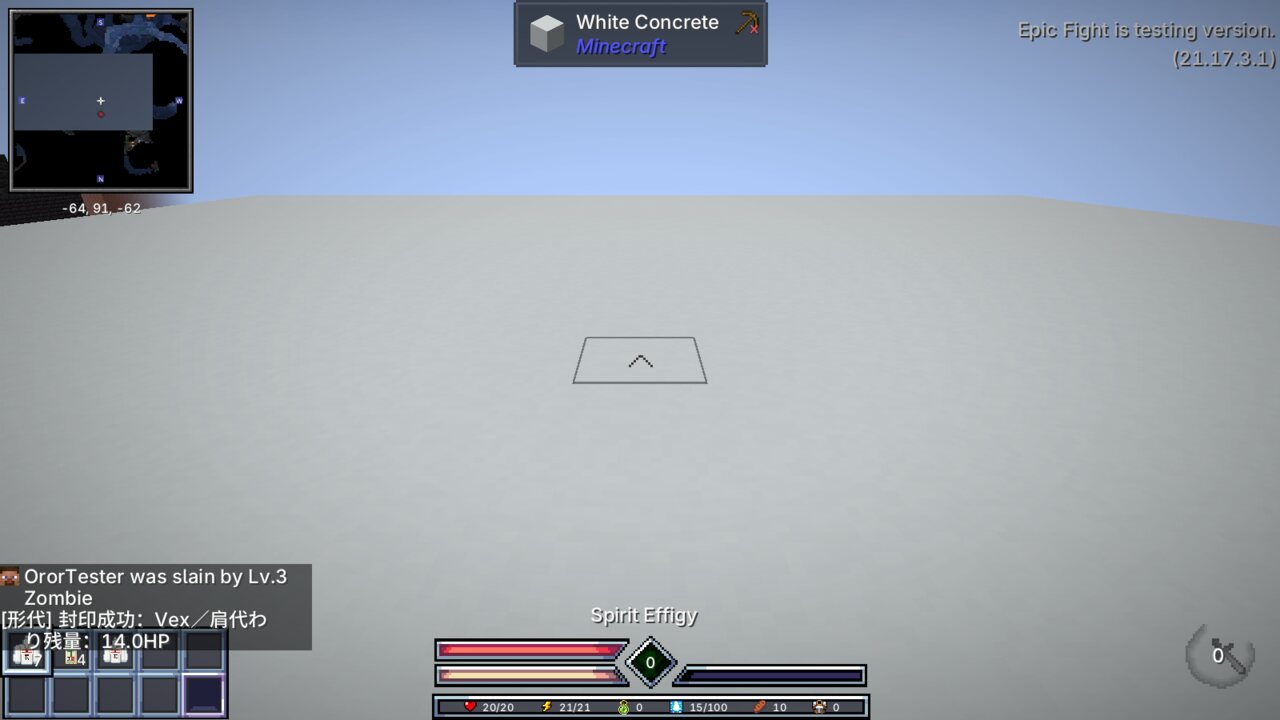 S
E
W
N
-64, 91, -62
White Concrete
Minecraft
Epic Fight is testing version.
(21.17.3.1)
OrorTester was slain by Lv.3
Zombie
[形代] 封印成功: Vex／肩代わ
り残量: 14.0HP
7
4
Spirit Effigy
0
20/20
21/21
0
15/100
10
0
0